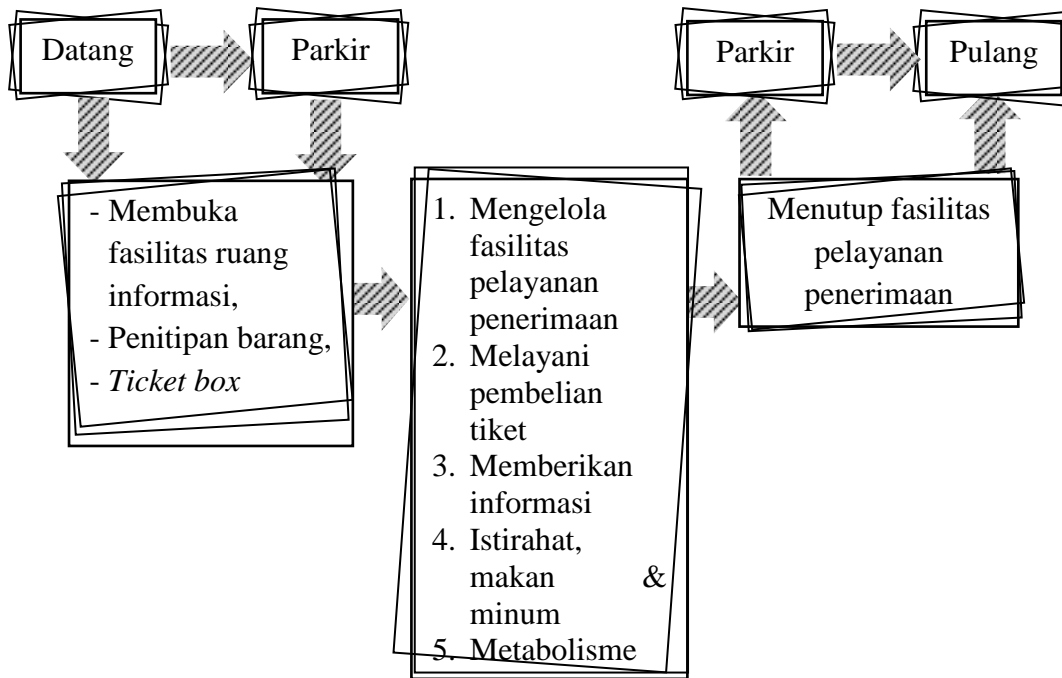 Datang
Parkir
Parkir
Pulang
- Membuka
fasilitas ruang
informasi,
- Penitipan barang,
- Ticket box
1. Mengelola
fasilitas
pelayanan
penerimaan
2. Melayani
pembelian
tiket
3. Memberikan
informasi
4. Istirahat,
makan &
minum
5. Metabolisme
Menutup fasilitas
pelayanan
penerimaan